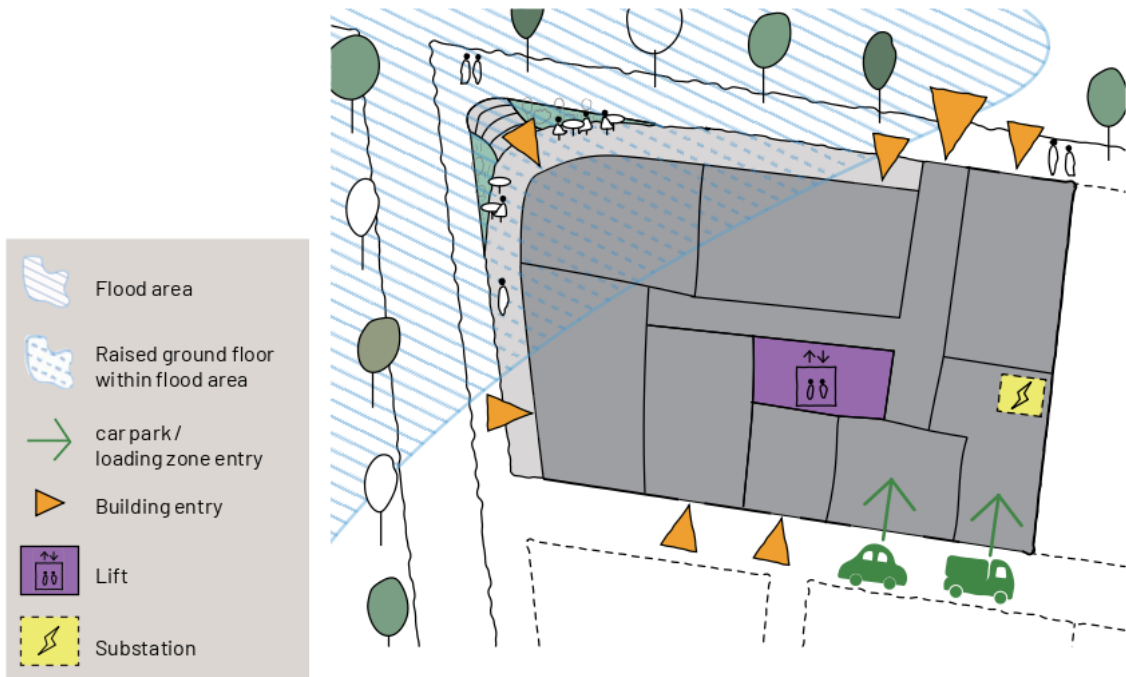 Flood area
Raised ground floor
within flood area
car park /
loading zone entry
Building entry
Lift
Substation